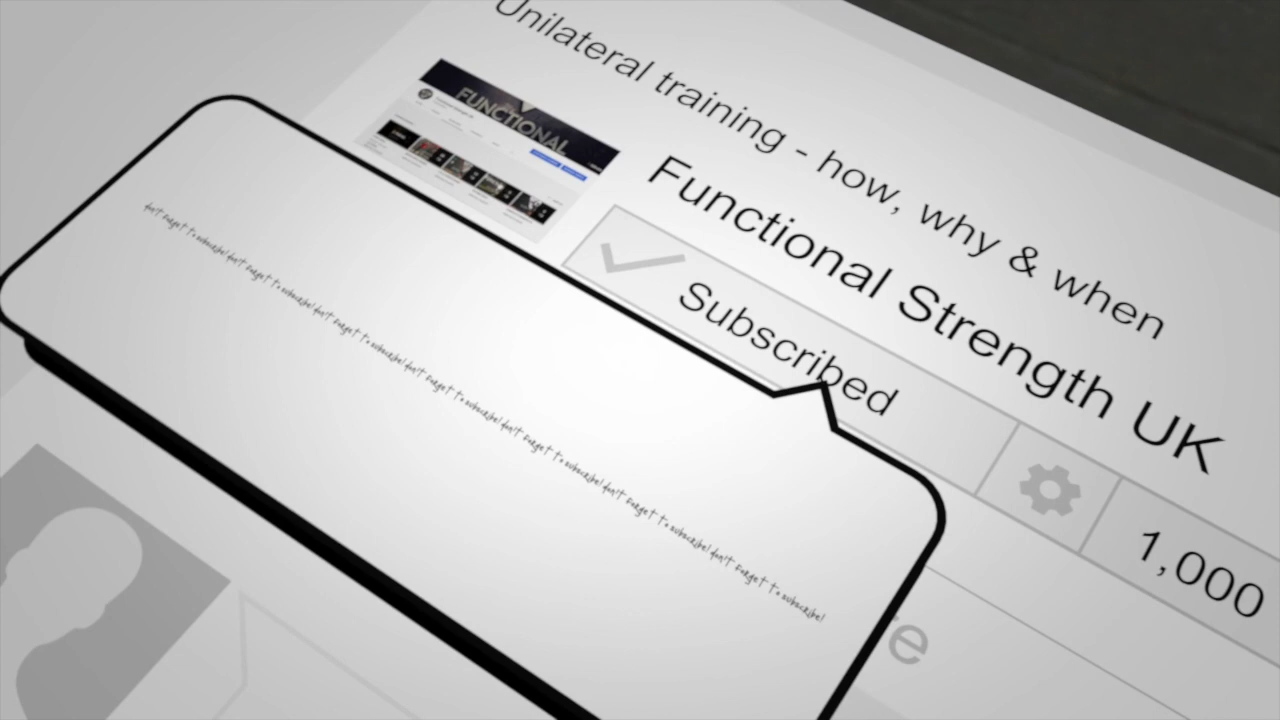 Unilateral training - how, why & when
FUNCTIONAL
Functional Strength UK
Subscribed
1,000
don't forget to subscribe! don't forget to subscribe! don't forget to subscribe! don't forget to subscribe! don't forget to subscribe! don't forget to subscribe! don't forget to subscribe! don't forget to subscribe!